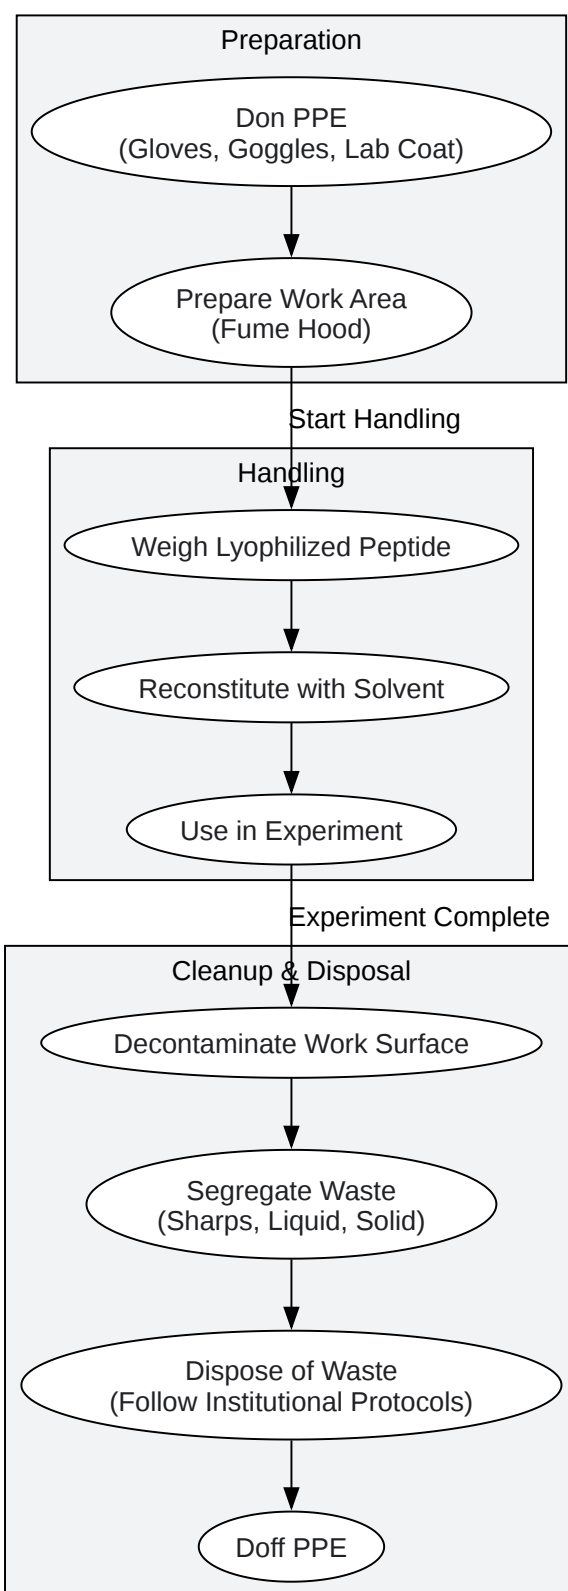 Preparation
Don PPE
(Gloves, Goggles, Lab Coat)
Prepare Work Area
(Fume Hood)
Start Handling
Handling
Weigh Lyophilized Peptide
Reconstitute with Solvent
Use in Experiment
Experiment Complete
Cleanup & Disposal
Decontaminate Work Surface
Segregate Waste
(Sharps, Liquid, Solid)
Dispose of Waste
(Follow Institutional Protocols)
Doff PPE